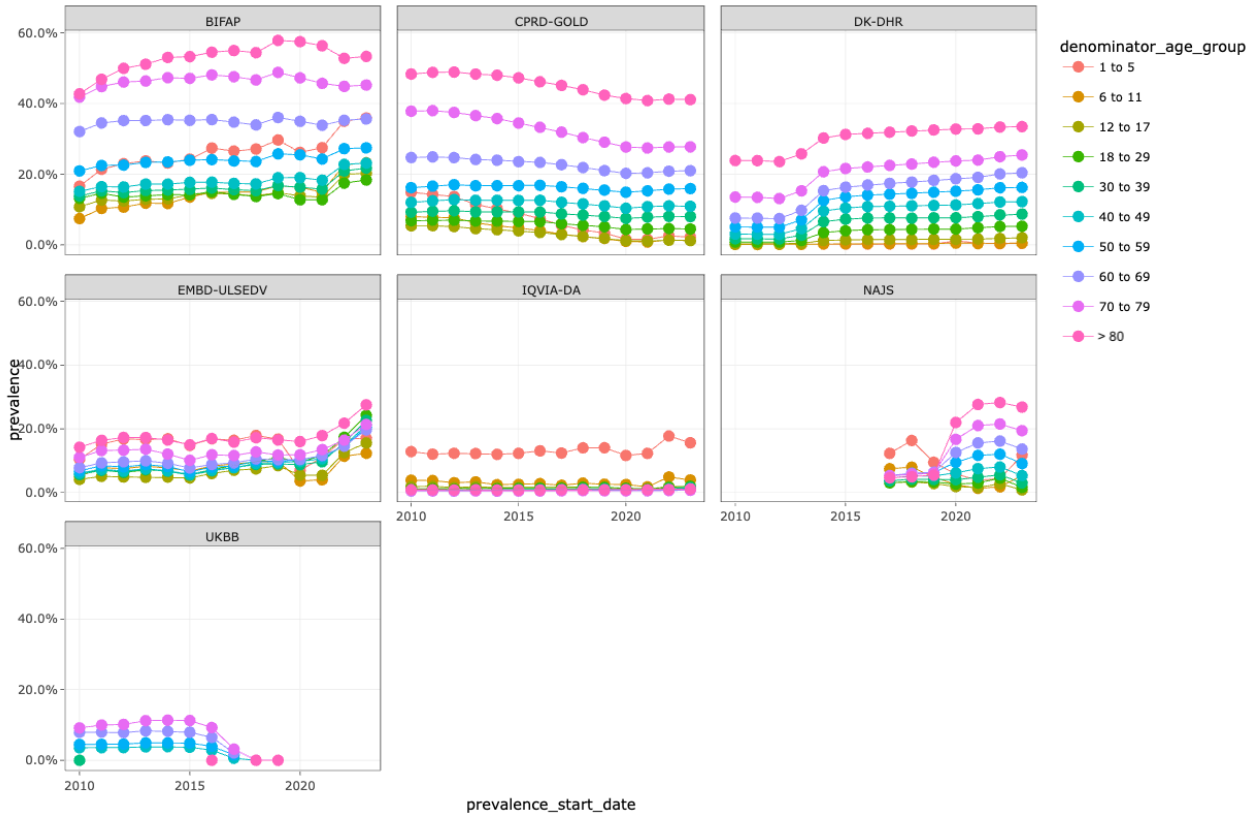 BIFAP
CPRD-GOLD
DK-DHR
60.0%
40.0%
20.0%
0.0%
denominator_age_group
1 to 5
6 to 11
12 to 17
18 to 29
30 to 39
40 to 49
50 to 59
60 to 69
70 to 79
> 80
EMBD-ULSEDV
IQVIA-DA
NAJS
60.0%
40.0%
20.0%
0.0%
prevalence
2010
2015
2020
2010
2015
2020
UKBB
60.0%
40.0%
20.0%
0.0%
2010
2015
2020
prevalence_start_date